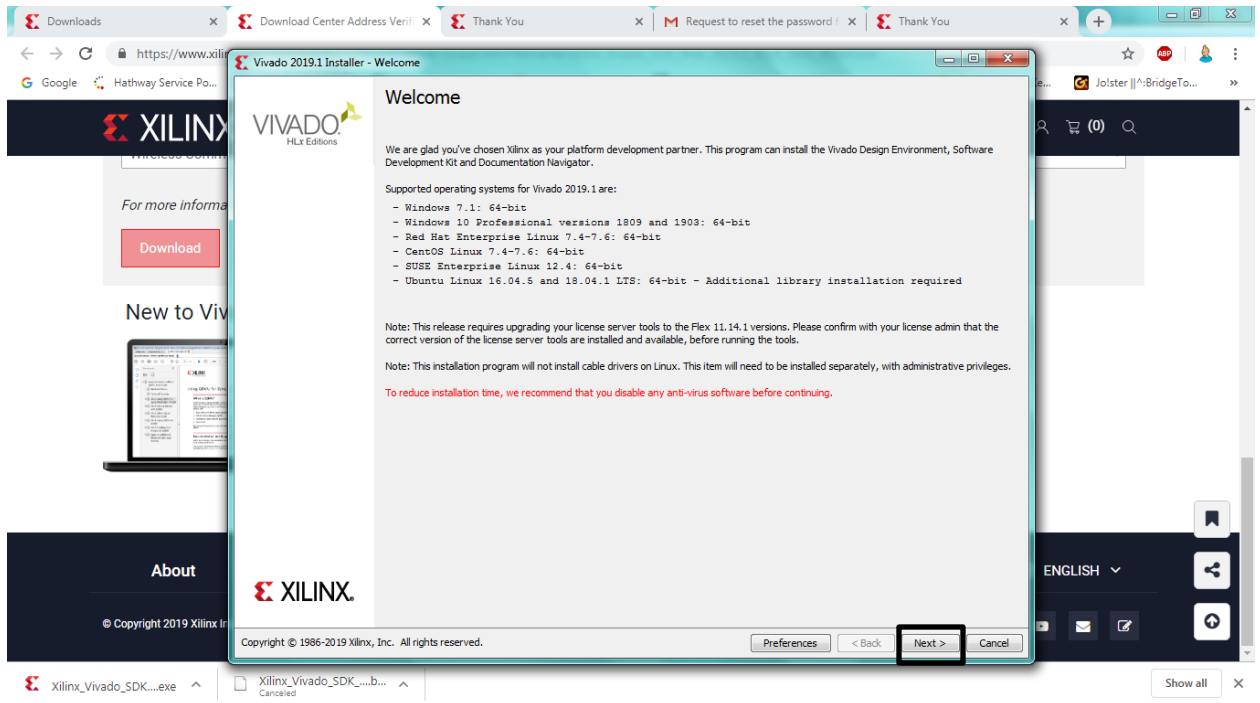 Downloads
Download Center Address Verifi
Thank You
Request to reset the password f
Thank You
https://www.xilin
ABP
Google
Hathway Service Po...
Jo!ster ||^:BridgeTo...
»
XILINX
(0)
For more informa
Download
New to Viv
About
ENGLISH
© Copyright 2019 Xilinx In
Vivado 2019.1 Installer - Welcome
VIVADO.
HLx Editions
Welcome
We are glad you've chosen Xilinx as your platform development partner. This program can install the Vivado Design Environment, Software
Development Kit and Documentation Navigator.
Supported operating systems for Vivado 2019.1 are:
- Windows 7.1: 64-bit
- Windows 10 Professional versions 1809 and 1903: 64-bit
- Red Hat Enterprise Linux 7.4-7.6: 64-bit
- CentOS Linux 7.4-7.6: 64-bit
- SUSE Enterprise Linux 12.4: 64-bit
- Ubuntu Linux 16.04.5 and 18.04.1 LTS: 64-bit - Additional library installation required
Note: This release requires upgrading your license server tools to the Flex 11.14.1 versions. Please confirm with your license admin that the
correct version of the license server tools are installed and available, before running the tools.
Note: This installation program will not install cable drivers on Linux. This item will need to be installed separately, with administrative privileges.
To reduce installation time, we recommend that you disable any anti-virus software before continuing.
XILINX.
Copyright © 1986-2019 Xilinx, Inc. All rights reserved.
Preferences
< Back
Next >
Cancel
Xilinx_Vivado_SDK....exe
Xilinx_Vivado_SDK_....b...
Canceled
Show all